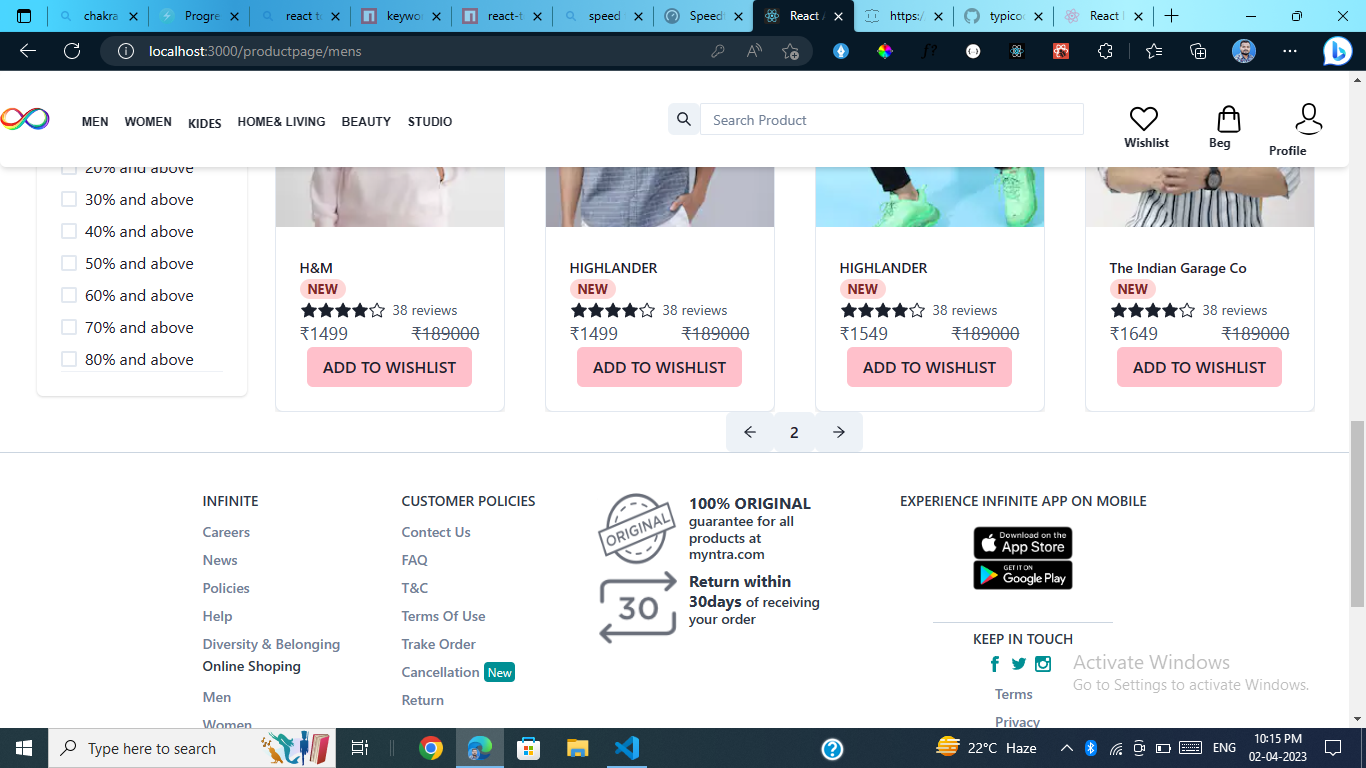 chakra
Progre
react ta
keywor
react-t
speed
Speedt
React
https:/
typico
React
localhost:3000/productpage/mens
MEN WOMEN KIDES HOME& LIVING BEAUTY STUDIO
Search Product
Wishlist
Beg
Profile
20% and above
30% and above
40% and above
50% and above
60% and above
70% and above
80% and above
H&M
NEW
38 reviews
₹1499 ₹189000
ADD TO WISHLIST
HIGHLANDER
NEW
38 reviews
₹1499 ₹189000
ADD TO WISHLIST
HIGHLANDER
NEW
38 reviews
₹1549 ₹189000
ADD TO WISHLIST
The Indian Garage Co
NEW
38 reviews
₹1649 ₹189000
ADD TO WISHLIST
2
INFINITE
Careers
News
Policies
Help
Diversity & Belonging
Online Shoping
Men
Women
CUSTOMER POLICIES
Contect Us
FAQ
T&C
Terms Of Use
Trake Order
Cancellation New
Return
ORIGINAL
100% ORIGINAL
guarantee for all
products at
myntra.com
30
Return within
30days of receiving
your order
EXPERIENCE INFINITE APP ON MOBILE
Download on the
App Store
GET IT ON
Google Play
KEEP IN TOUCH
Terms
Privacy
Activate Windows
Go to Settings to activate Windows.
Type here to search
22°C Haze
ENG
10:15 PM
02-04-2023